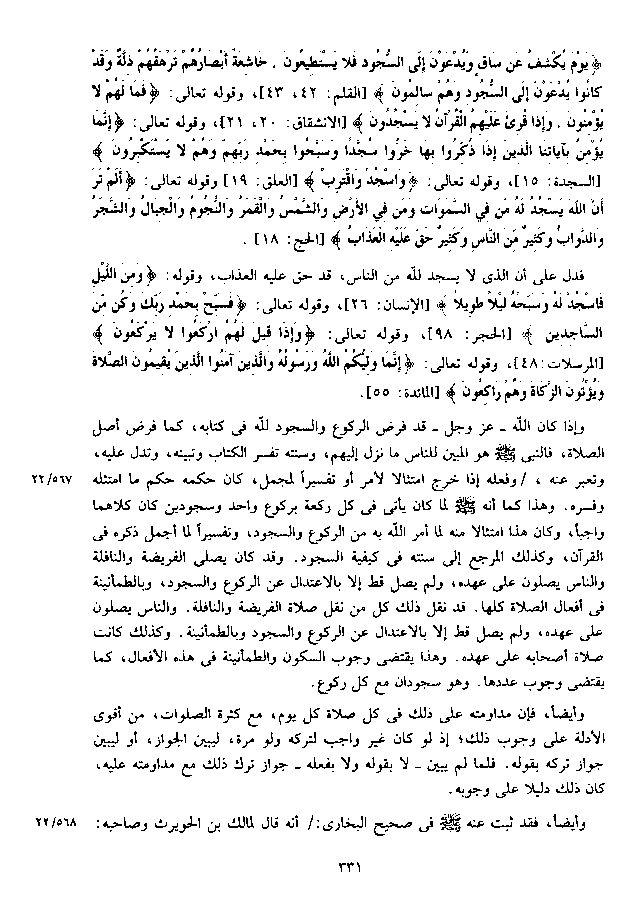 ﴿ يَوْمَ يُكْشَفُ عَن سَاقٍ وَيُدْعَوْنَ إِلَى السُّجُودِ فَلا يَسْتَطِيعُونَ . خَاشِعَةً أَبْصَارُهُمْ تَرْهَقُهُمْ ذِلَّةٌ وَقَدْ
كَانُوا يُدْعَوْنَ إِلَى السُّجُودِ وَهُمْ سَالِمُونَ ﴾ [القلم: ٤٢، ٤٣]، وقوله تعالى: ﴿ فَمَا لَهُمْ لا
يُؤْمِنُونَ . وَإِذَا قُرِئَ عَلَيْهِمُ الْقُرْآنُ لا يَسْجُدُونَ ﴾ [الانشقاق: ٢٠، ٢١]، وقوله تعالى: ﴿ إِنَّمَا
يُؤْمِنُ بِآيَاتِنَا الَّذِينَ إِذَا ذُكِّرُوا بِهَا خَرُّوا سُجَّدًا وَسَبَّحُوا بِحَمْدِ رَبِّهِمْ وَهُمْ لا يَسْتَكْبِرُونَ ﴾
[السجدة: ١٥]، وقوله تعالى: ﴿ وَاسْجُدْ وَاقْتَرِب ﴾ [العلق: ١٩] وقوله تعالى: ﴿ أَلَمْ تَرَ
أَنَّ اللَّهَ يَسْجُدُ لَهُ مَن فِي السَّمَوَاتِ وَمَن فِي الأَرْضِ وَالشَّمْسُ وَالْقَمَرُ وَالنُّجُومُ وَالْجِبَالُ وَالشَّجَرُ
وَالدَّوَابُّ وَكَثِيرٌ مِّنَ النَّاسِ وَكَثِيرٌ حَقَّ عَلَيْهِ الْعَذَابُ ﴾ [الحج: ١٨] .
فدل على أن الذى لا يسجد للّه من الناس، قد حق عليه العذاب، وقوله: ﴿ وَمِنَ اللَّيْلِ
فَاسْجُدْ لَهُ وَسَبِّحْهُ لَيْلاً طَوِيلاً ﴾ [الإنسان: ٢٦]، وقوله تعالى: ﴿ فَسَبِّحْ بِحَمْدِ رَبِّكَ وَكُن مِّنَ
السَّاجِدِينَ ﴾ [الحجر: ٩٨]، وقوله تعالى: ﴿ وَإِذَا قِيلَ لَهُمُ ارْكَعُوا لا يَرْكَعُونَ ﴾
[المرسلات: ٤٨]، وقوله تعالى: ﴿ إِنَّمَا وَلِيُّكُمُ اللَّهُ وَرَسُولُهُ وَالَّذِينَ آمَنُوا الَّذِينَ يُقِيمُونَ الصَّلاةَ
وَيُؤْتُونَ الزَّكَاةَ وَهُمْ رَاكِعُونَ ﴾ [المائدة: ٥٥].
وإذا كان اللّه ـ عز وجل ـ قد فرض الركوع والسجود للّه فى كتابه، كما فرض أصل
الصلاة، فالنبى ﷺ هو المبين للناس ما نزل إليهم، وسنته تفسر الكتاب وتبينه، وتدل عليه،
وتعبر عنه ، /وفعله إذا خرج امتثالا لأمر أو تفسيراً لمجمل، كان حكمه حكم ما امتثله ٢٢/٥٦٧
وفسره. وهذا كما أنه ﷺ لما كان يأتى فى كل ركعة بركوع واحد وسجودين كان كلاهما
واجباً، وكان هذا امتثالا منه لما أمر اللّه به من الركوع والسجود، وتفسيراً لما أجمل ذكره فى
القرآن، وكذلك المرجع إلى سنته فى كيفية السجود. وقد كان يصلى الفريضة والنافلة
والناس يصلون على عهده، ولم يصل قط إلا بالاعتدال عن الركوع والسجود، وبالطمأنينة
فى أفعال الصلاة كلها. قد نقل ذلك كل من نقل صلاة الفريضة والنافلة. والناس يصلون
على عهده، ولم يصل قط إلا بالاعتدال عن الركوع والسجود وبالطمأنينة. وكذلك كانت
صلاة أصحابه على عهده. وهذا يقتضى وجوب السكون والطمأنينة فى هذه الأفعال، كما
يقتضى وجوب عددها. وهو سجودان مع كل ركوع.
وأيضاً، فإن مداومته على ذلك فى كل صلاة كل يوم، مع كثرة الصلوات، من أقوى
الأدلة على وجوب ذلك؛ إذ لو كان غير واجب لتركه ولو مرة، ليبين الجواز، أو ليبين
جواز تركه بقوله. فلما لم يبين ـ لا بقوله ولا بفعله ـ جواز ترك ذلك مع مداومته عليه،
كان ذلك دليلا على وجوبه.
وأيضاً، فقد ثبت عنه ﷺ فى صحيح البخارى:/ أنه قال لمالك بن الحويرث وصاحبه: ٢٢/٥٦٨
٣٣١